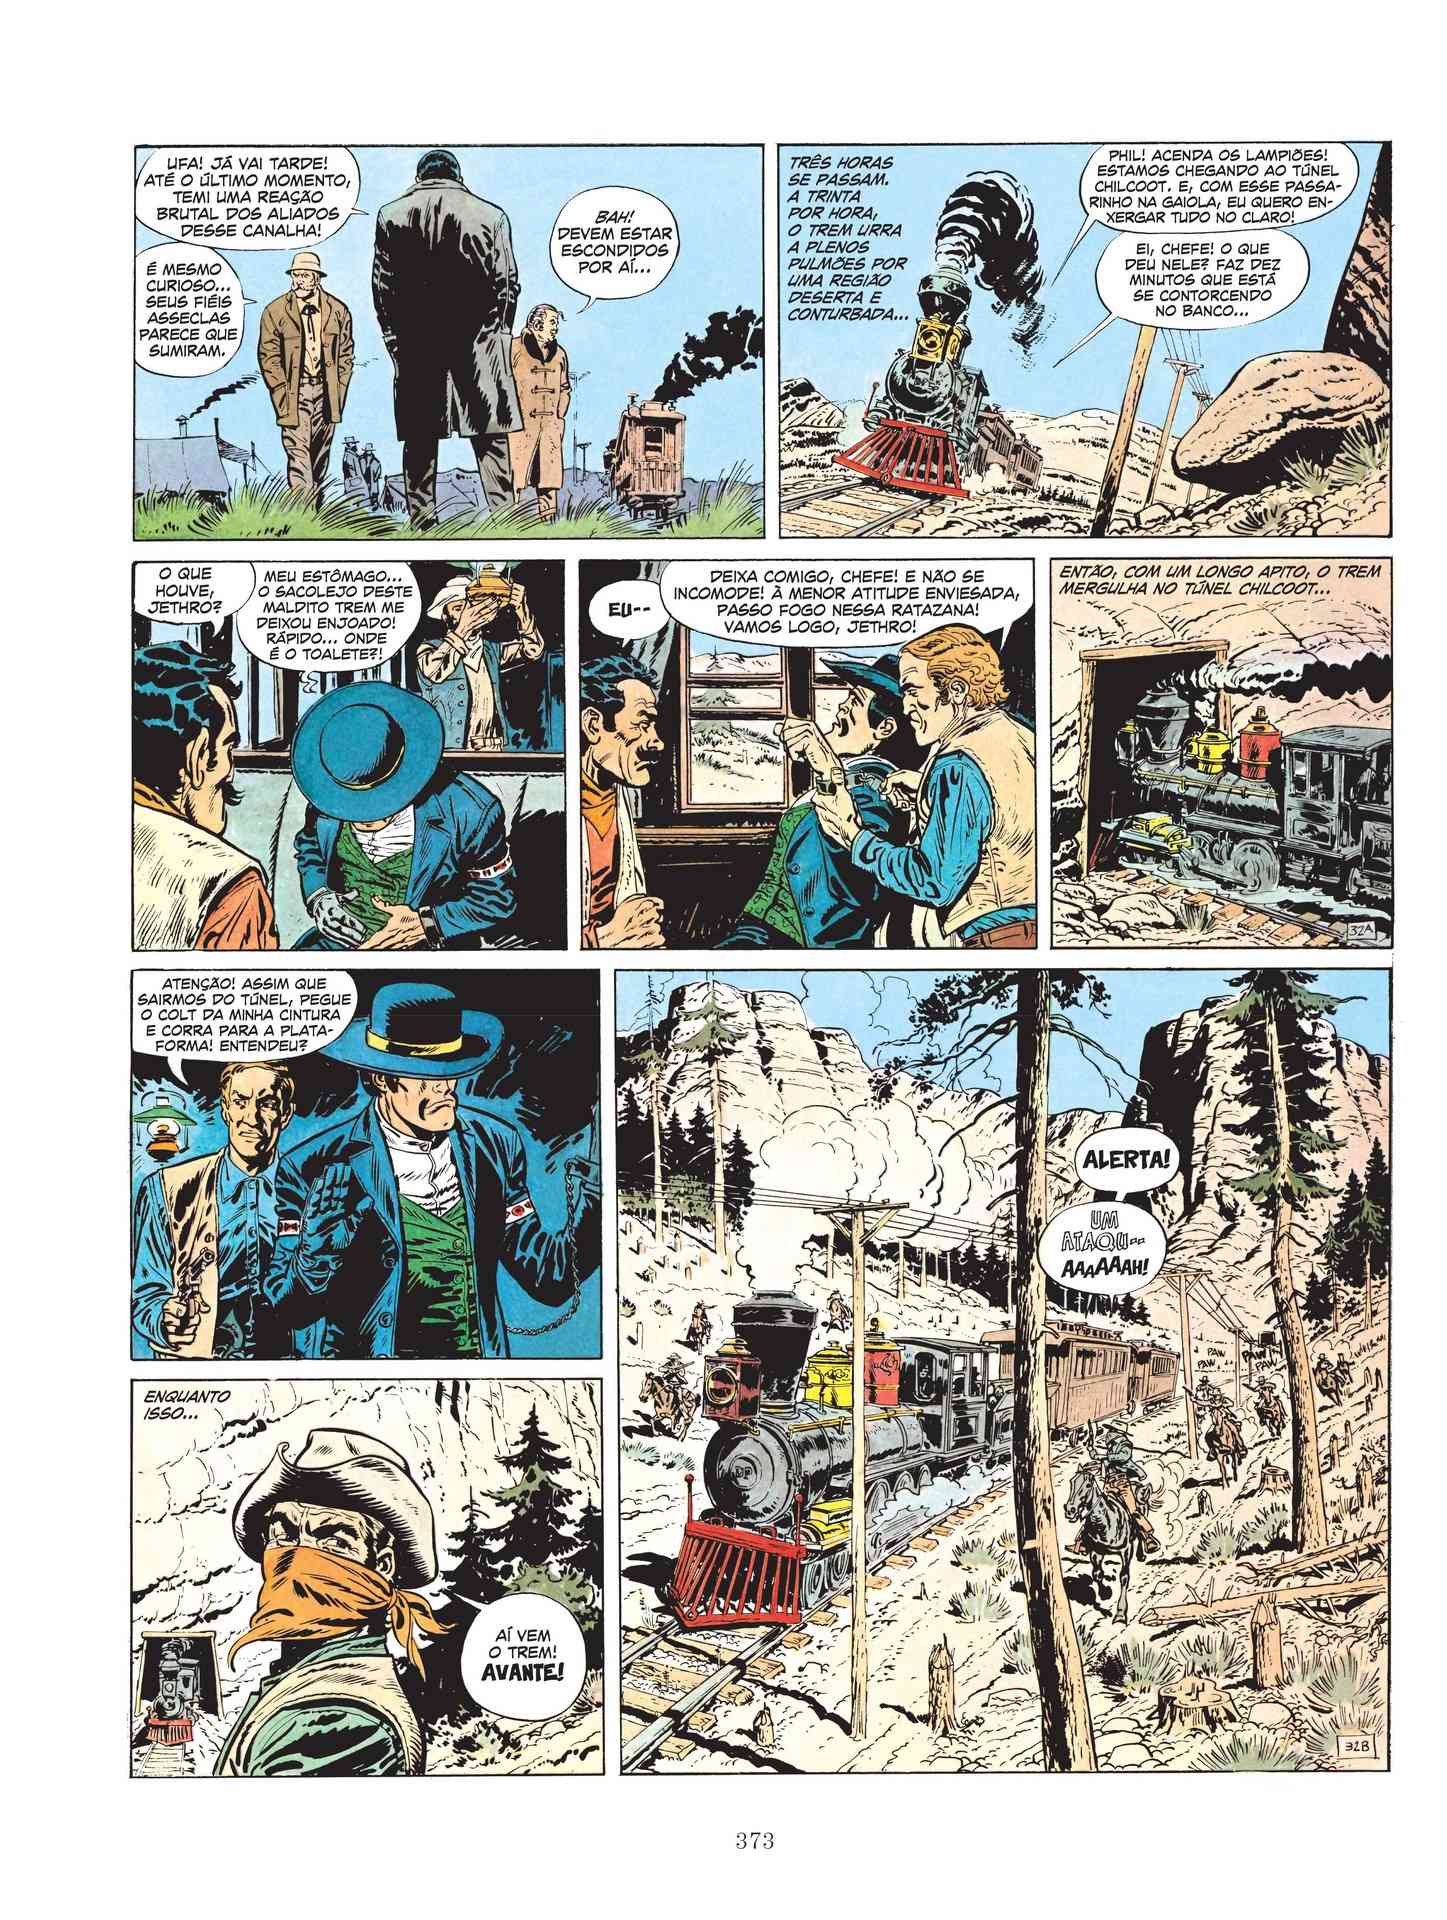 UFA! JÁ VAI TARDE!
ATÉ O ÚLTIMO MOMENTO,
TEMI UMA REAÇÃO
BRUTAL DOS ALIADOS
DESSE CANALHA!
É MESMO
CURIOSO...
SEUS FIÉIS
ASSECLAS
PARECE QUE
SUMIRAM.
BAH!
DEVEM ESTAR
ESCONDIDOS
POR AÍ...
TRÊS HORAS
SE PASSAM.
A TRINTA
POR HORA,
O TREM URRA
A PLENOS
PULMÕES POR
UMA REGIÃO
DESERTA E
CONTURBADA...
PHIL! ACENDA OS LAMPIÕES!
ESTAMOS CHEGANDO AO TÚNEL
CHILCOOT. E, COM ESSE PASSA-
RINHO NA GAIOLA, EU QUERO EN-
XERGAR TUDO NO CLARO!
EI, CHEFE! O QUE
DEU NELE? FAZ DEZ
MINUTOS QUE ESTÁ
SE CONTORCENDO
NO BANCO...
O QUE
HOUVE,
JETHRO?
MEU ESTÔMAGO...
O SACOLEJO DESTE
MALDITO TREM ME
DEIXOU ENJOADO!
RÁPIDO... ONDE
É O TOALETE?!
EU--
DEIXA COMIGO, CHEFE! E NÃO SE
INCOMODE! À MENOR ATITUDE ENVIESADA,
PASSO FOGO NESSA RATAZANA!
VAMOS LOGO, JETHRO!
ENTÃO, COM UM LONGO APITO, O TREM
MERGULHA NO TÚNEL CHILCOOT...
32A
ATENÇÃO! ASSIM QUE
SAIRMOS DO TÚNEL, PEGUE
O COLT DA MINHA CINTURA
E CORRA PARA A PLATA-
FORMA! ENTENDEU?
ENQUANTO
ISSO...
AÍ VEM
O TREM!
AVANTE!
ALERTA!
UM
ATAQU--
AAAAAAH!
PAW
PAW
PAW
PAW
DP
32B
373